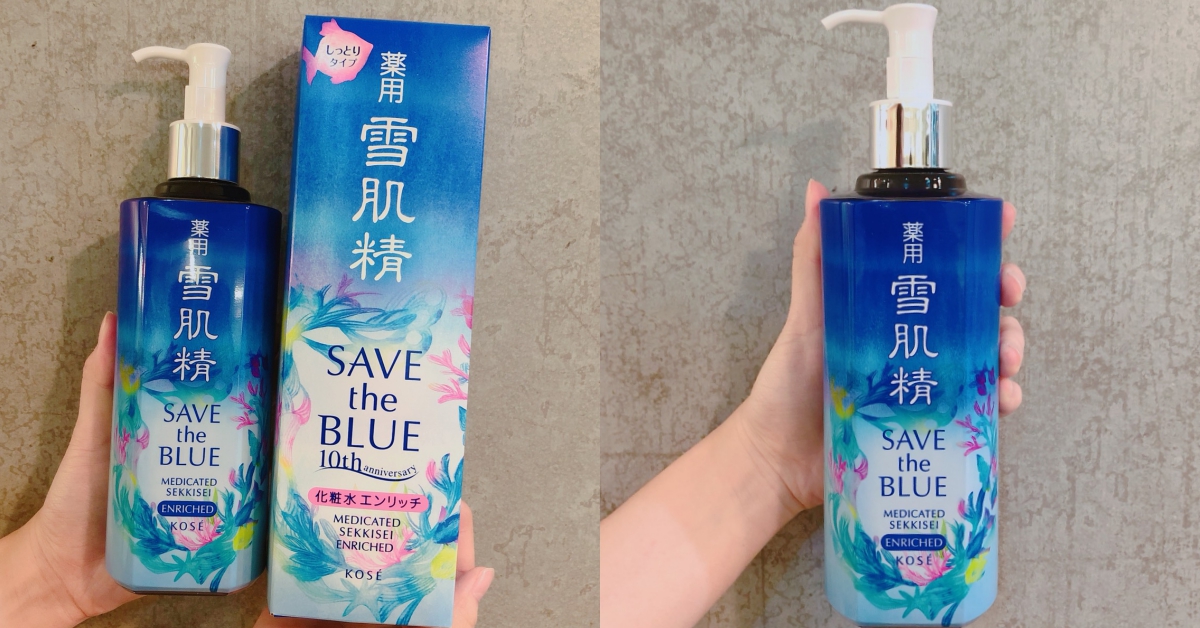 薬用
雪肌精
SAVE
the
BLUE
MEDICATED
SEKKISEI
ENRICHED
KOSÉ
しっとり
タイプ
薬用
雪肌精
SAVE
the
BLUE
10th anniversary
化粧水 エンリッチ
MEDICATED
SEKKISEI
ENRICHED
KOSÉ
薬用
雪肌精
SAVE
the
BLUE
MEDICATED
SEKKISEI
ENRICHED
KOSÉ